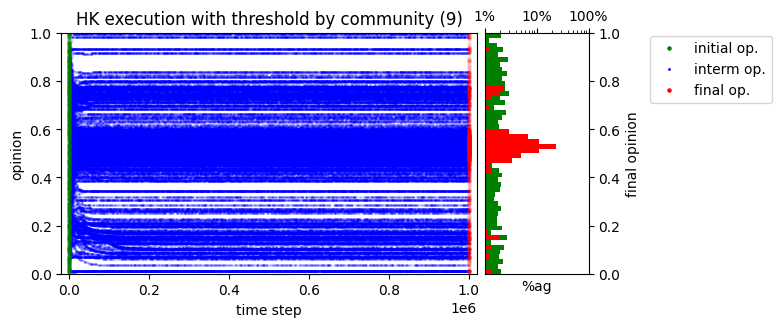 HK execution with threshold by community (9)
1% 10% 100%
1.0 1.0
0.8 0.8
0.6 0.6
0.4 0.4
0.2 0.2
0.0 0.0
opinion
final opinion
0.0 0.2 0.4 0.6 0.8 1.0
1e6
time step
%ag
initial op.
interm op.
final op.